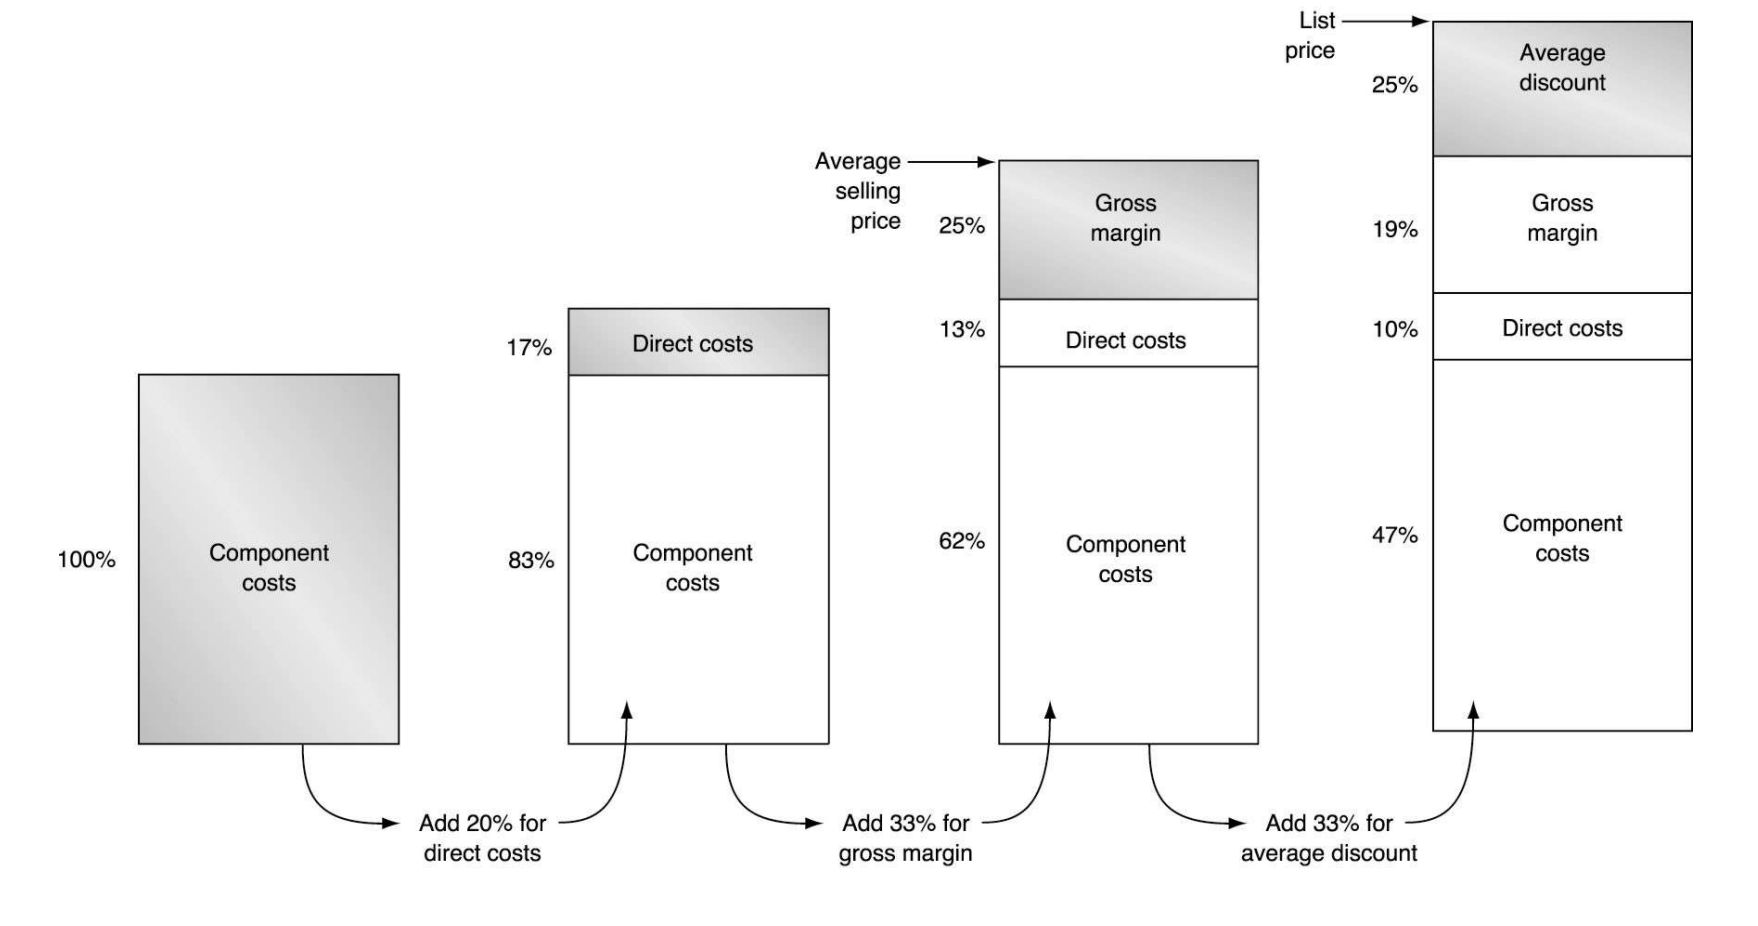 100%
Component
costs
Add 20% for
direct costs
17%
Direct costs
83%
Component
costs
Add 33% for
gross margin
Average
selling
price
25%
Gross
margin
13%
Direct costs
62%
Component
costs
Add 33% for
average discount
List
price
25%
Average
discount
19%
Gross
margin
10%
Direct costs
47%
Component
costs